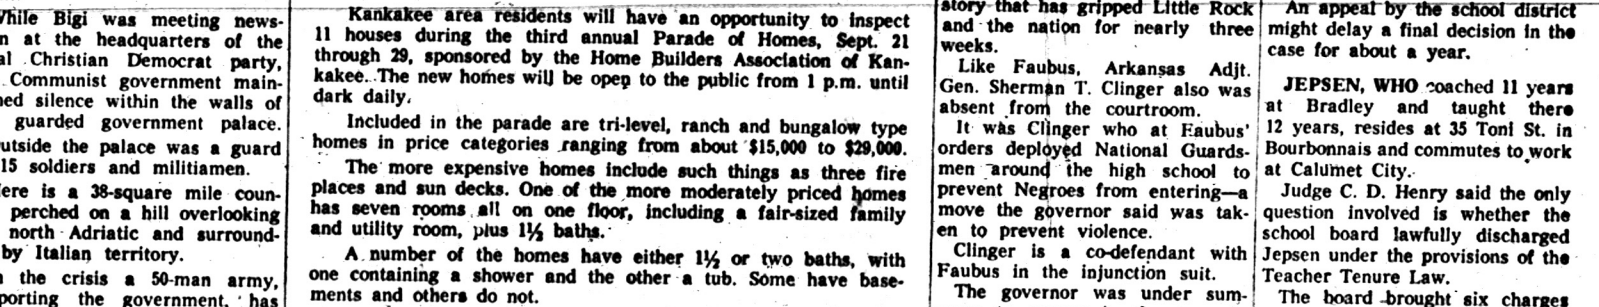 While Bigi was meeting news-
at the headquarters of the
Christian Democrat party,
Communist government main-
silence within the walls of
guarded government palace.
outside the palace was a guard
15 soldiers and militiamen.
Here is a 38-square mile coun-
perched on a hill overlooking
north Adriatic and surround-
by Italian territory.
the crisis a 50-man army,
the government, has
Kankakee area residents will have an opportunity to inspect
11 houses during the third annual Parade of Homes, Sept. 21
through 29, sponsored by the Home Builders Association of Kan-
kakee. The new homes will be open to the public from 1 p.m. until
dark daily.
Included in the parade are tri-level, ranch and bungalow type
homes in price categories ranging from about $15,000 to $29,000.
The more expensive homes include such things as three fire
places and sun decks. One of the more moderately priced homes
has seven rooms all on one floor, including a fair-sized family
and utility room, plus 1½ baths.
A number of the homes have either 1½ or two baths, with
one containing a shower and the other a tub. Some have base-
ments and others do not.
story that has gripped Little Rock
and the nation for nearly three
weeks.
Like Faubus, Arkansas Adjt.
Gen. Sherman T. Clinger also was
absent from the courtroom.
It was Clinger who at Faubus'
orders deployed National Guards-
men around the high school to
prevent Negroes from entering—a
move the governor said was tak-
en to prevent violence.
Clinger is a co-defendant with
Faubus in the injunction suit.
The governor was under sum-
An appeal by the school district
might delay a final decision in the
case for about a year.
JEPSEN, WHO coached 11 years
at Bradley and taught there
12 years, resides at 35 Toni St. in
Bourbonnais and commutes to work
at Calumet City.
Judge C. D. Henry said the only
question involved is whether the
school board lawfully discharged
Jepsen under the provisions of the
Teacher Tenure Law.
The board brought six charges